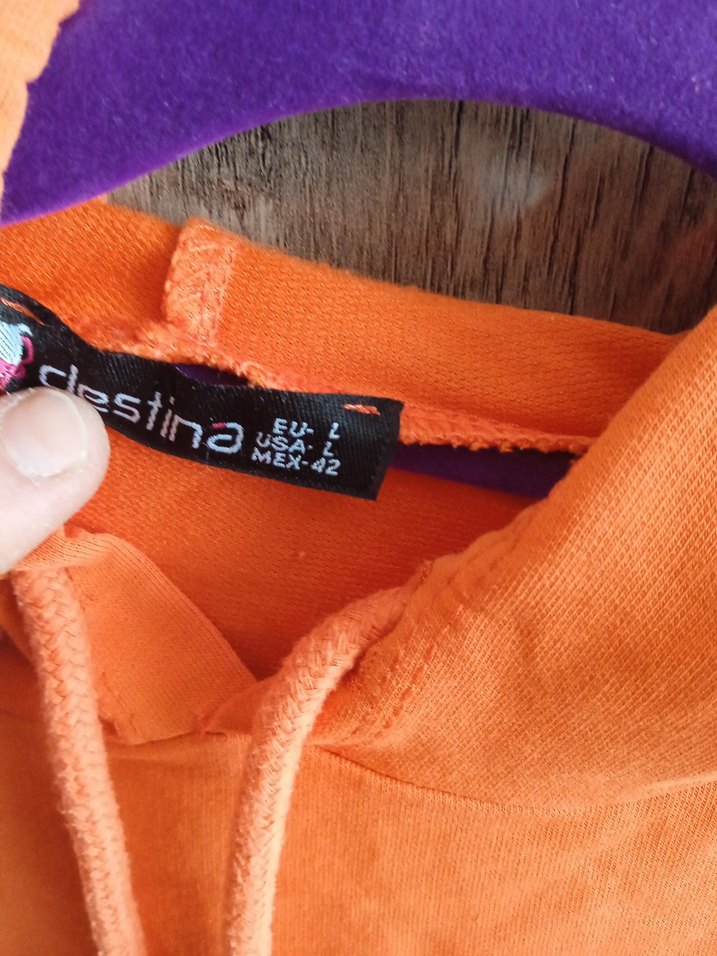 destina
EU- L
USA- L
MEX-42